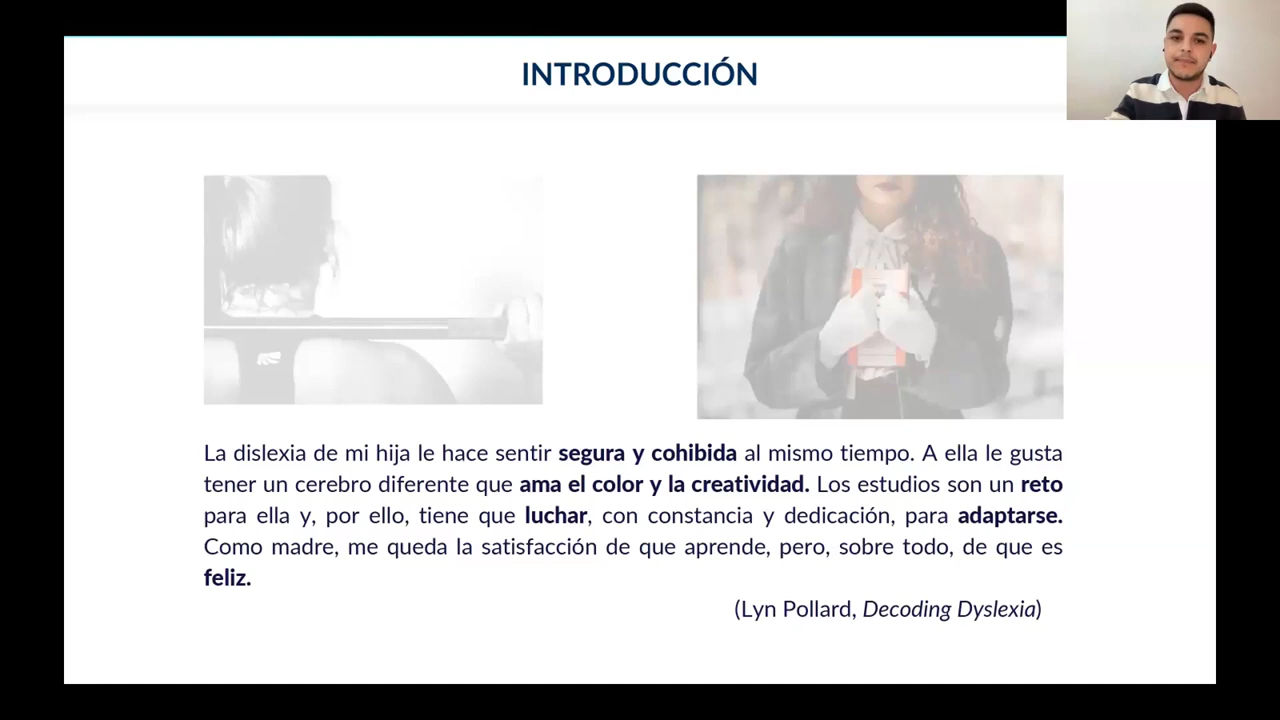 INTRODUCCIÓN
La dislexia de mi hija le hace sentir segura y cohibida al mismo tiempo. A ella le gusta
tener un cerebro diferente que ama el color y la creatividad. Los estudios son un reto
para ella y, por ello, tiene que luchar, con constancia y dedicación, para adaptarse.
Como madre, me queda la satisfacción de que aprende, pero, sobre todo, de que es
feliz.
(Lyn Pollard, Decoding Dyslexia)